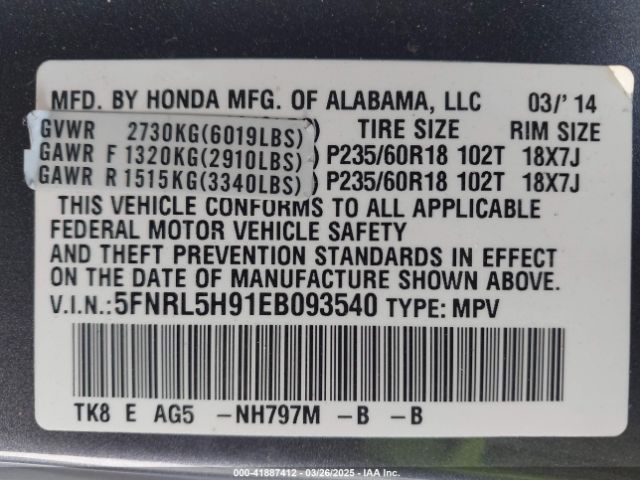 MFD. BY HONDA MFG. OF ALABAMA, LLC 03/' 14
GVWR 2730KG(6019LBS) ) TIRE SIZE RIM SIZE
GAWR F 1320KG(2910LBS) ) P235/60R18 102T 18X7J
GAWR R 1515KG(3340LBS) ) P235/60R18 102T 18X7J
THIS VEHICLE CONFORMS TO ALL APPLICABLE
FEDERAL MOTOR VEHICLE SAFETY
AND THEFT PREVENTION STANDARDS IN EFFECT
ON THE DATE OF MANUFACTURE SHOWN ABOVE.
V.I.N.:5FNRL5H91EB093540 TYPE: MPV
TK8 E AG5 -NH797M -B -B
000-41887412 - 03/26/2025 - IAA Inc.